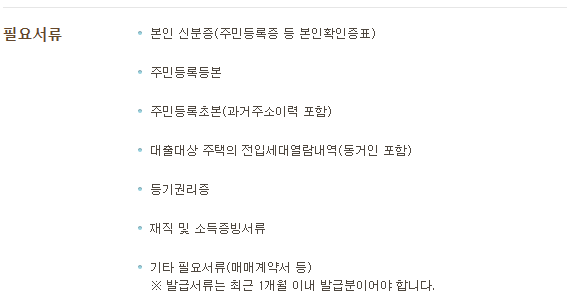 필요서류
본인 신분증(주민등록증 등 본인확인증표)
주민등록등본
주민등록초본(과거주소이력 포함)
대출대상 주택의 전입세대열람내역(동거인 포함)
등기권리증
재직 및 소득증빙서류
기타 필요서류(매매계약서 등)
※ 발급서류는 최근 1개월 이내 발급분이어야 합니다.